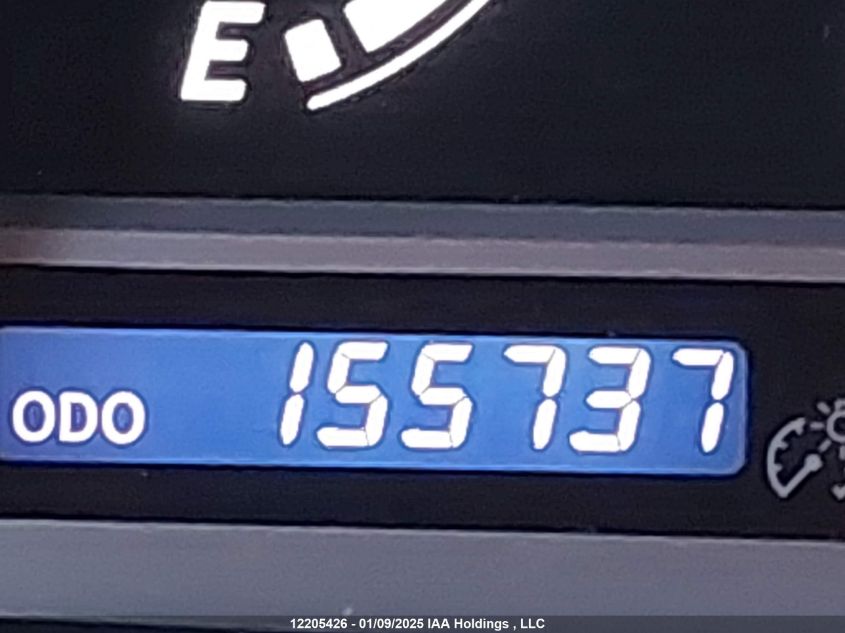 E
ODO 155737
12205426 - 01/09/2025 IAA Holdings , LLC